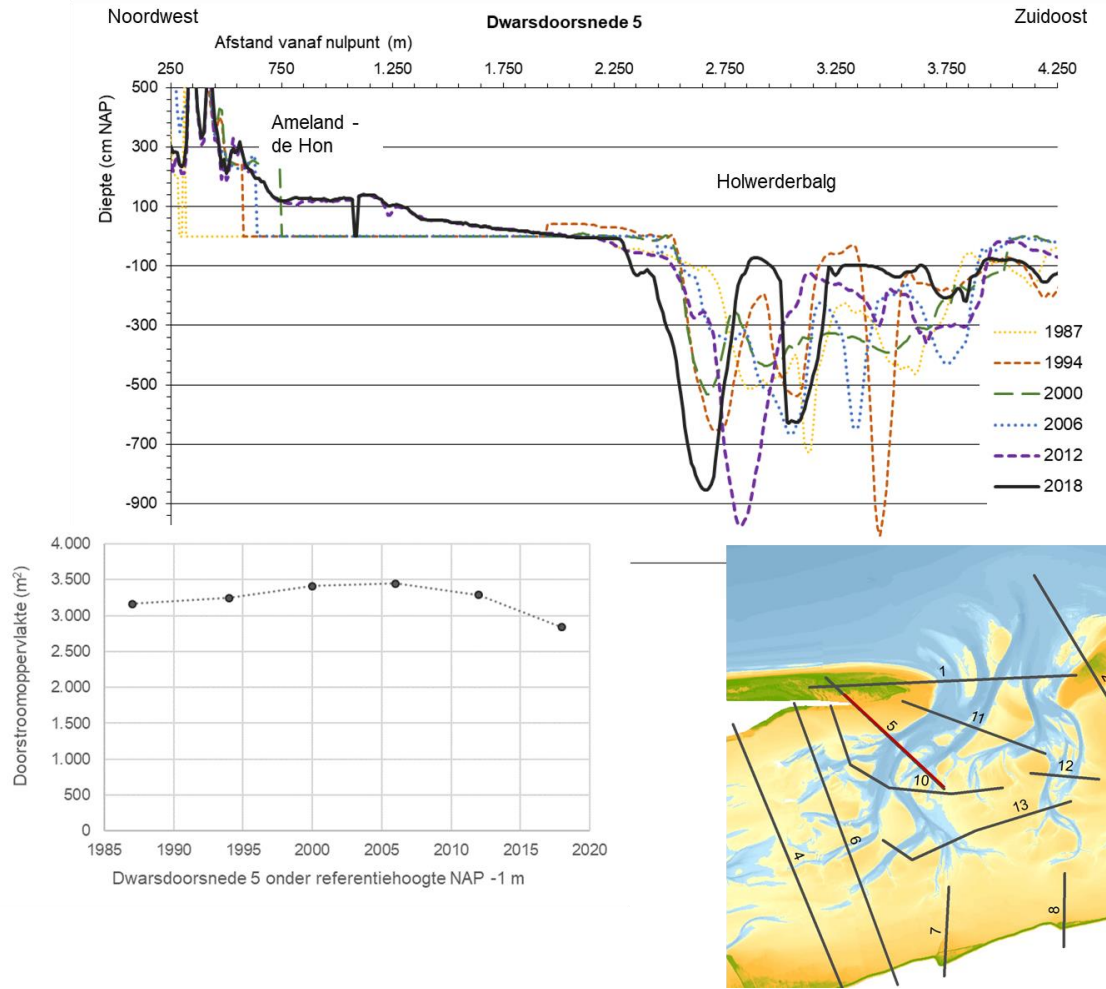 Noordwest
Dwarsdoorsnede 5
Zuidoost
Afstand vanaf nulpunt (m)
250 750 1.250 1.750 2.250 2.750 3.250 3.750 4.250
Diepte (cm NAP)
500
300
100
-100
-300
-500
-700
-900
Ameland -
de Hon
Holwerderbalg
1987
1994
2000
2006
2012
2018
Doorstroomoppervlakte (m²)
4.000
3.500
3.000
2.500
2.000
1.500
1.000
500
0
1985 1990 1995 2000 2005 2010 2015 2020
Dwarsdoorsnede 5 onder referentiehoogte NAP -1 m
1
5
11
12
10
13
4
6
7
8